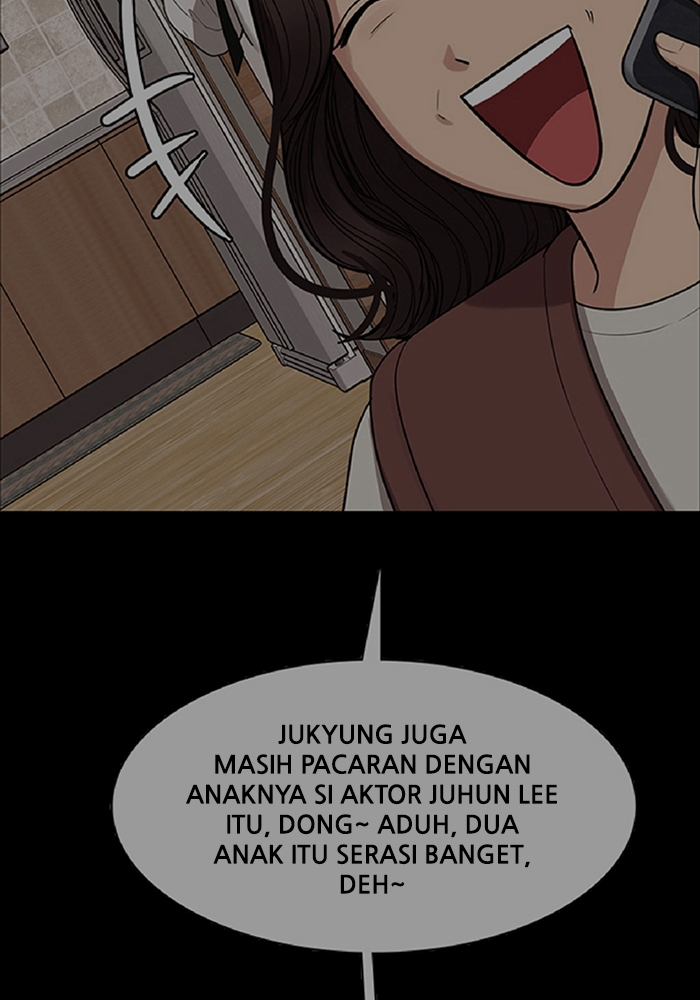 JUKYUNG JUGA
MASIH PACARAN DENGAN
ANAKNYA SI AKTOR JUHUN LEE
ITU, DONG~ ADUH, DUA
ANAK ITU SERASI BANGET,
DEH~